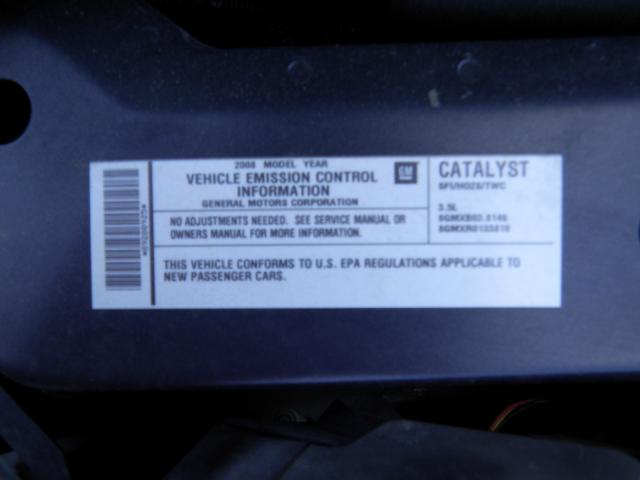 2008 MODEL YEAR
VEHICLE EMISSION CONTROL
INFORMATION
GENERAL MOTORS CORPORATION
GM
CATALYST
SFI/HO2S/TWC
3.5L
NO ADJUSTMENTS NEEDED. SEE SERVICE MANUAL OR
OWNERS MANUAL FOR MORE INFORMATION.
THIS VEHICLE CONFORMS TO U.S. EPA REGULATIONS APPLICABLE TO
NEW PASSENGER CARS.